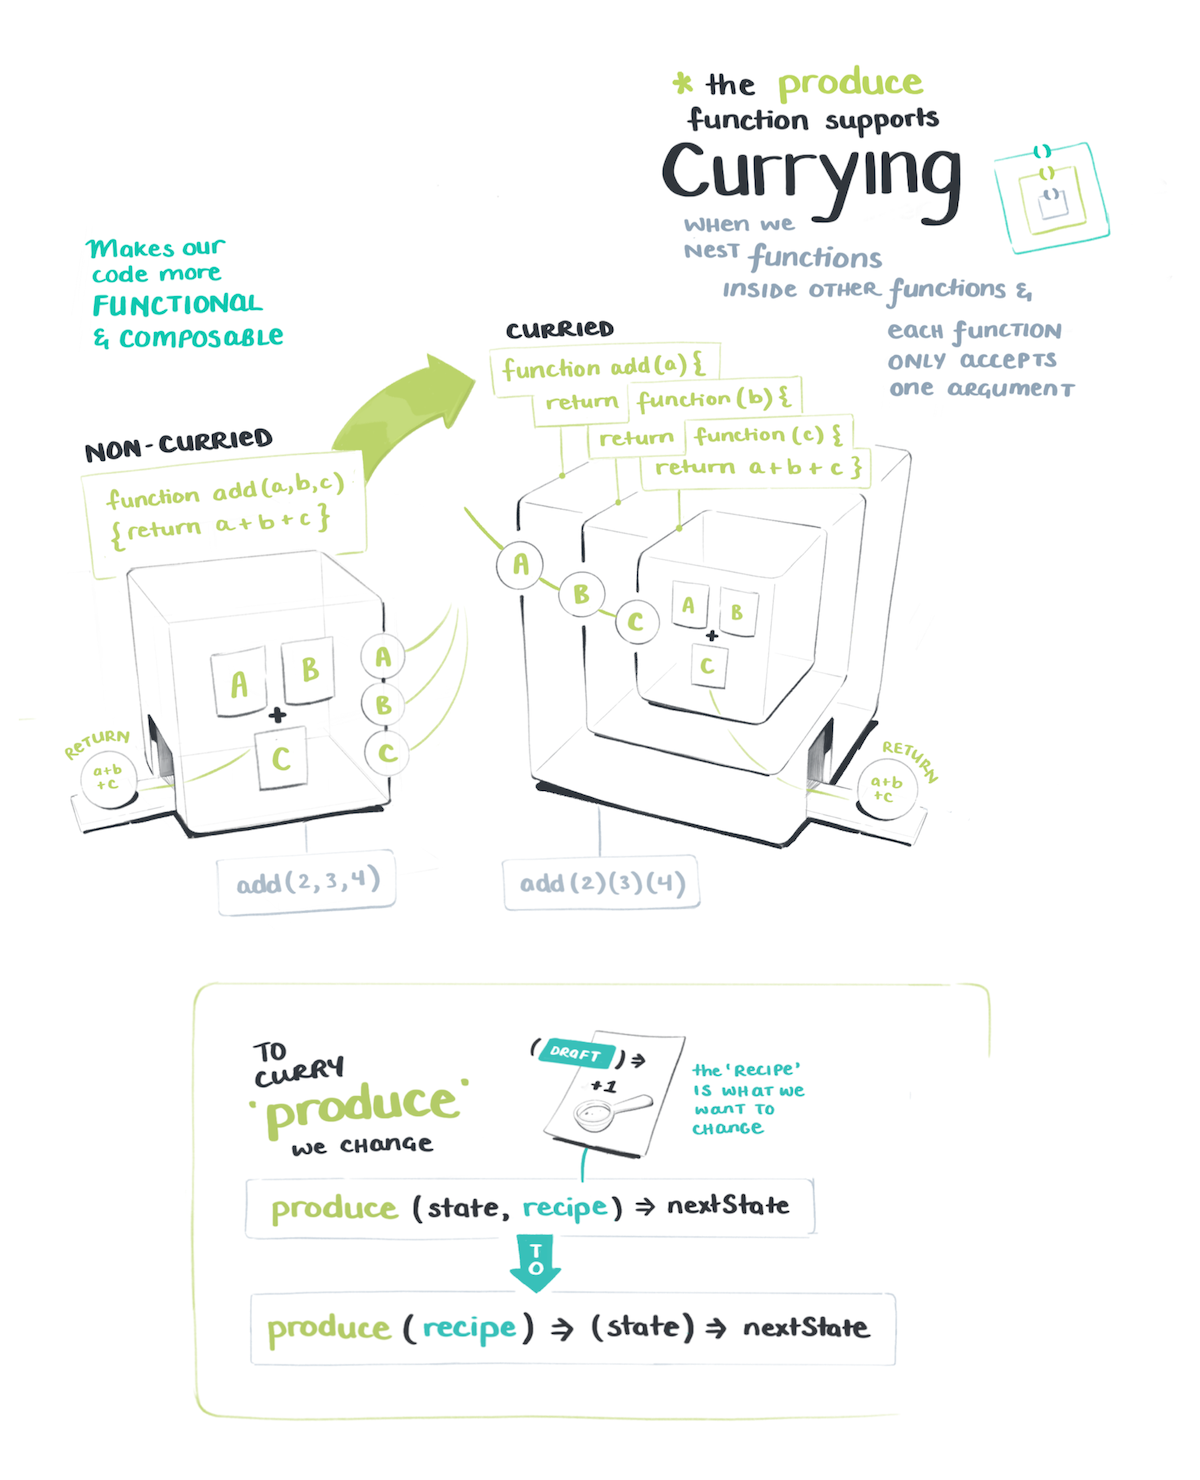 * the produce
function supports
Currying
( )
( )
( )
WHen we
NeST functions
INSIDE OTHER functions &
each function
ONLY accepts
one argument
Makes our
code more
FUNCTIONAL
& COMPOSABLE
CURRIED
function add(a) {
return function (b) {
return function (c) {
return a + b + c }
NON-CURRIED
function add(a,b,c)
{ return a + b + c }
A
B
C
A
B
+
C
A
B
+
C
A
B
C
RETURN
a+b
+c
RETURN
a+b
+c
add(2,3,4)
add(2)(3)(4)
TO
CURRY
'produce'
we change
(DRAFT) ⇒
+1
the 'RECIPE'
IS WHAT we
WANT TO
CHANGE
produce (state, recipe) ⇒ nextState
TO
produce (recipe) ⇒ (state) ⇒ nextState